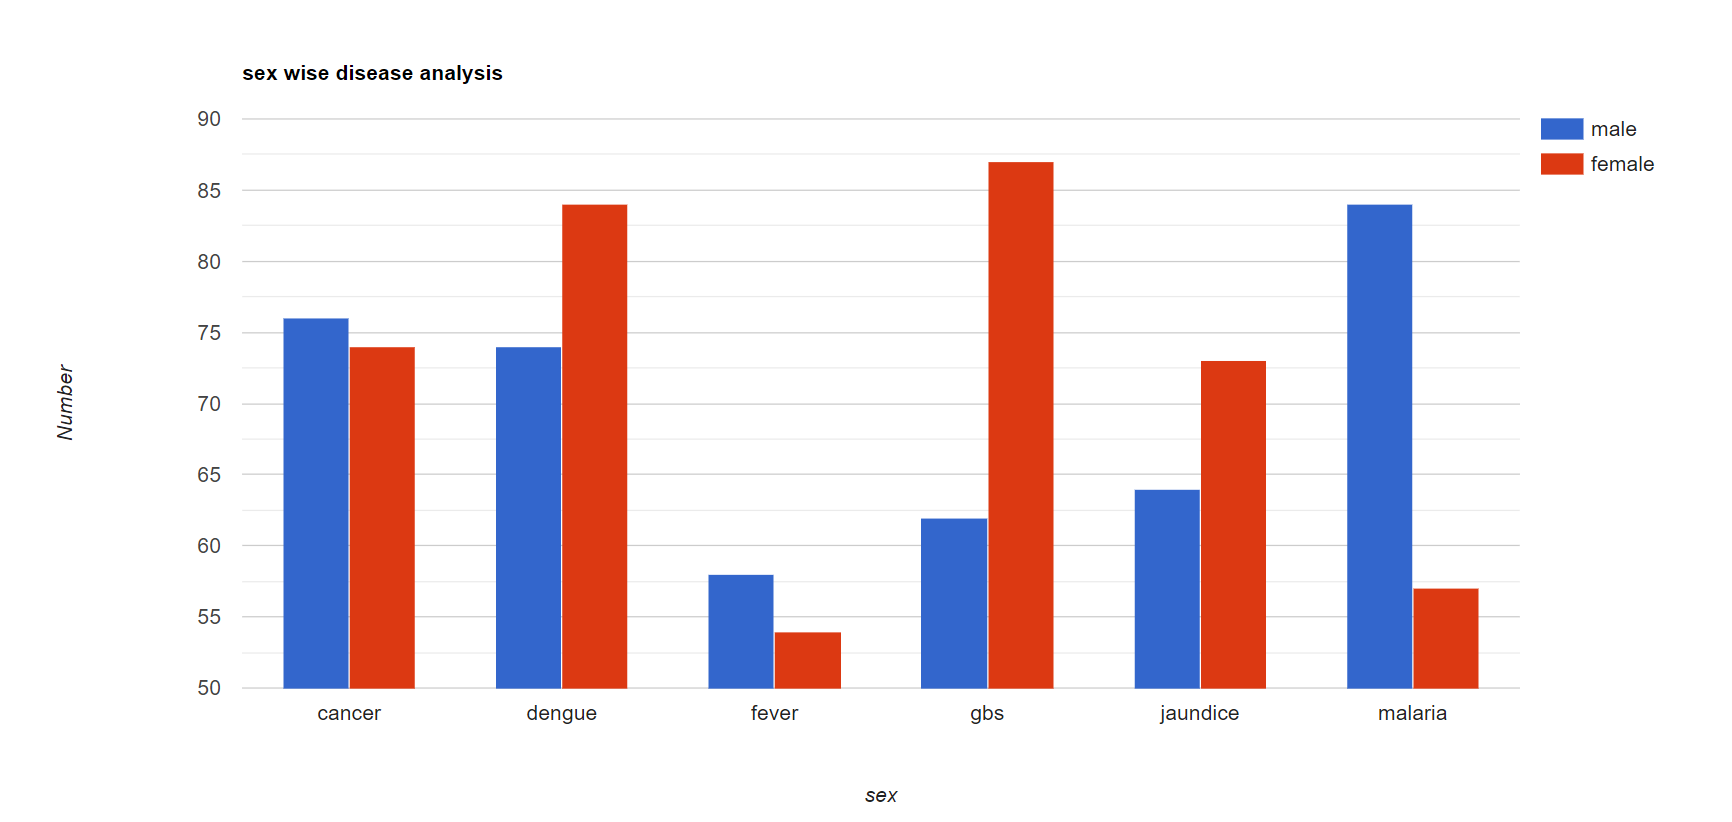 sex wise disease analysis
90
85
80
75
70
65
60
55
50
Number
cancer dengue fever gbs jaundice malaria
sex
male
female